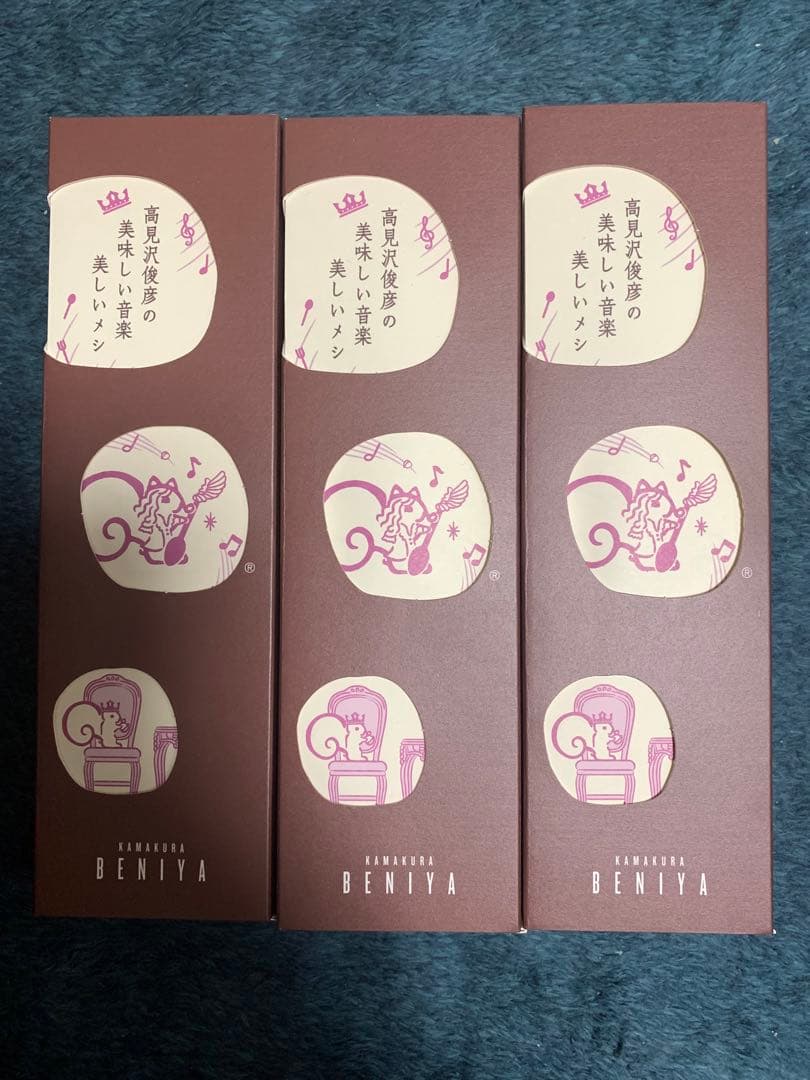 高見沢俊彦の
美味しい音楽
美しいメシ
®
KAMAKURA
BENIYA
高見沢俊彦の
美味しい音楽
美しいメシ
®
KAMAKURA
BENIYA
高見沢俊彦の
美味しい音楽
美しいメシ
®
KAMAKURA
BENIYA